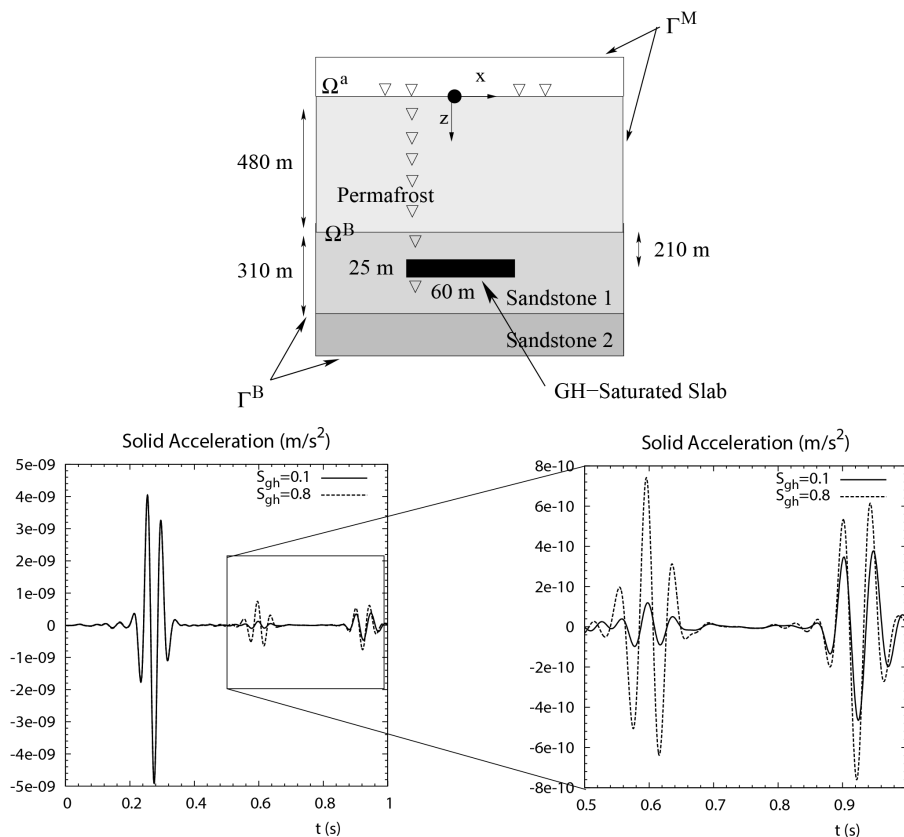 Γᴹ
Ωᵃ
x
z
480 m
Permafrost
Ωᴮ
210 m
310 m
25 m
60 m
Sandstone 1
Sandstone 2
Γᴮ
GH−Saturated Slab
Solid Acceleration (m/s²)
5e-09
4e-09
3e-09
2e-09
1e-09
0
-1e-09
-2e-09
-3e-09
-4e-09
-5e-09
S_gh=0.1
S_gh=0.8
0 0.2 0.4 0.6 0.8 1
t (s)
Solid Acceleration (m/s²)
8e-10
6e-10
4e-10
2e-10
0
-2e-10
-4e-10
-6e-10
-8e-10
S_gh=0.1
S_gh=0.8
0.5 0.6 0.7 0.8 0.9
t (s)